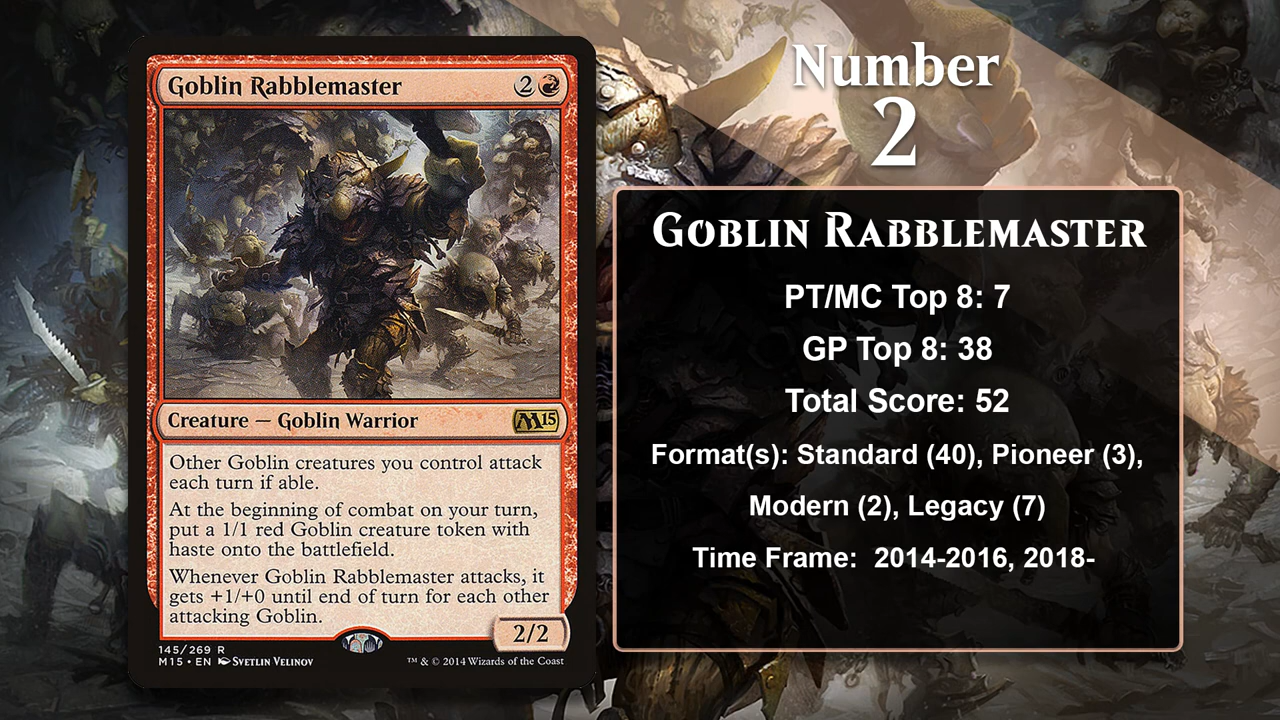 Goblin Rabblemaster 2
Creature — Goblin Warrior M15
Other Goblin creatures you control attack
each turn if able.
At the beginning of combat on your turn,
put a 1/1 red Goblin creature token with
haste onto the battlefield.
Whenever Goblin Rabblemaster attacks, it
gets +1/+0 until end of turn for each other
attacking Goblin.
2/2
145/269 R
M15 • EN Svetlin Velinov ™ & © 2014 Wizards of the Coast
Number
2
Goblin Rabblemaster
PT/MC Top 8: 7
GP Top 8: 38
Total Score: 52
Format(s): Standard (40), Pioneer (3),
Modern (2), Legacy (7)
Time Frame: 2014-2016, 2018-